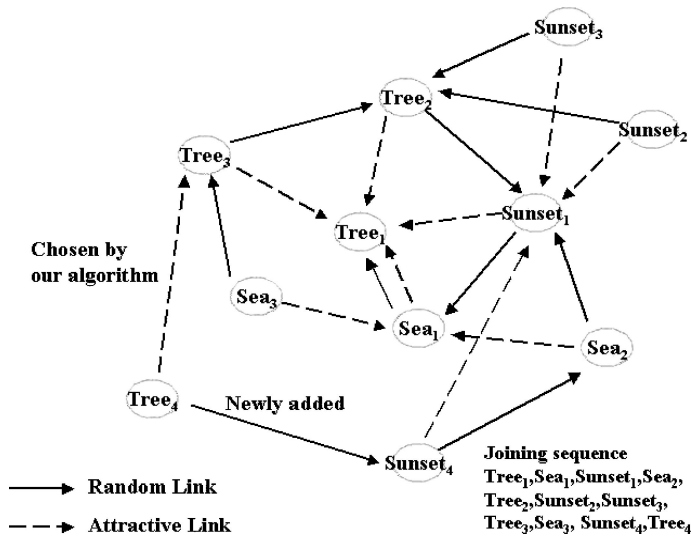 Sunset₃
Tree₂
Sunset₂
Tree₃
Sunset₁
Tree₁
Chosen by
our algorithm
Sea₃
Sea₁
Sea₂
Tree₄
Newly added
Sunset₄
Joining sequence
Tree₁,Sea₁,Sunset₁,Sea₂,
Tree₂,Sunset₂,Sunset₃,
Tree₃,Sea₃, Sunset₄,Tree₄
Random Link
Attractive Link